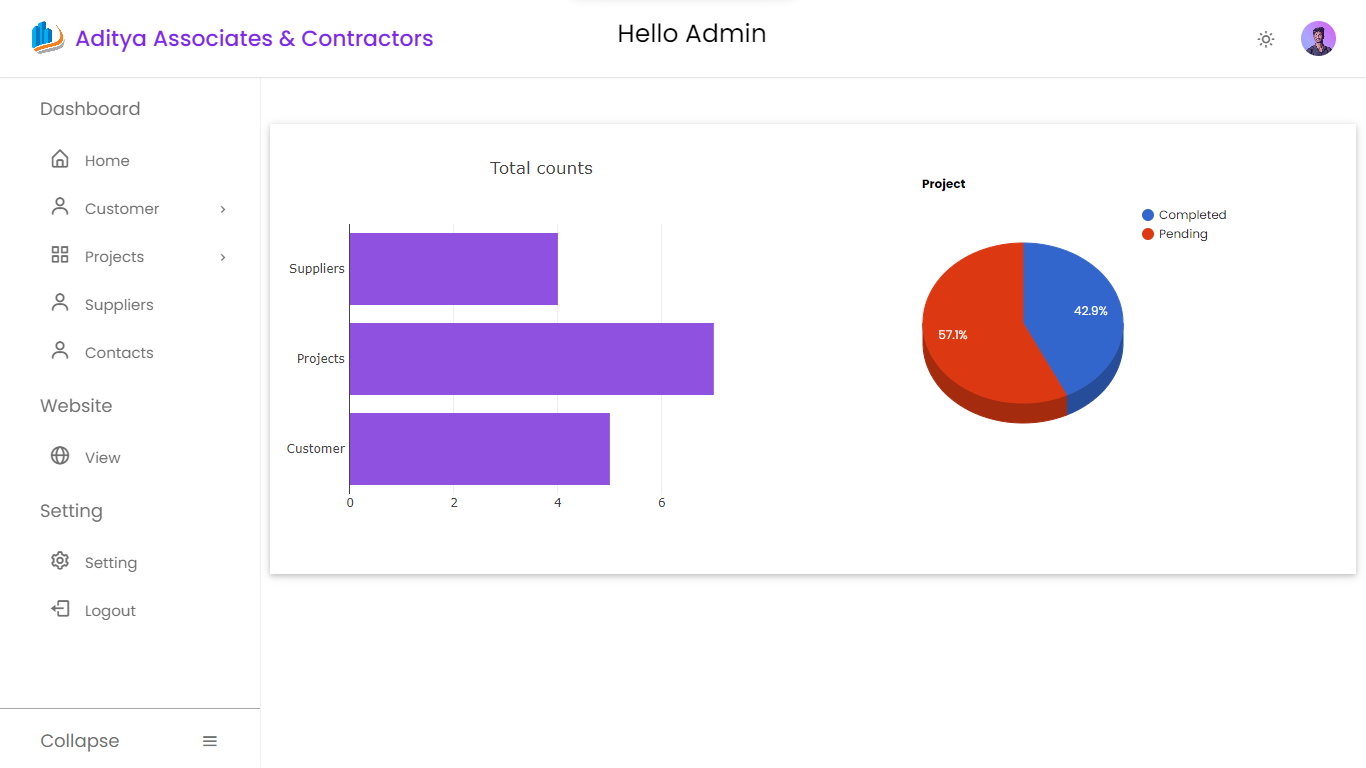 Aditya Associates & Contractors
Hello Admin
Dashboard
Home
Customer
Projects
Suppliers
Contacts
Website
View
Setting
Setting
Logout
Collapse
Total counts
Suppliers
Projects
Customer
0 2 4 6
Project
Completed
Pending
42.9%
57.1%